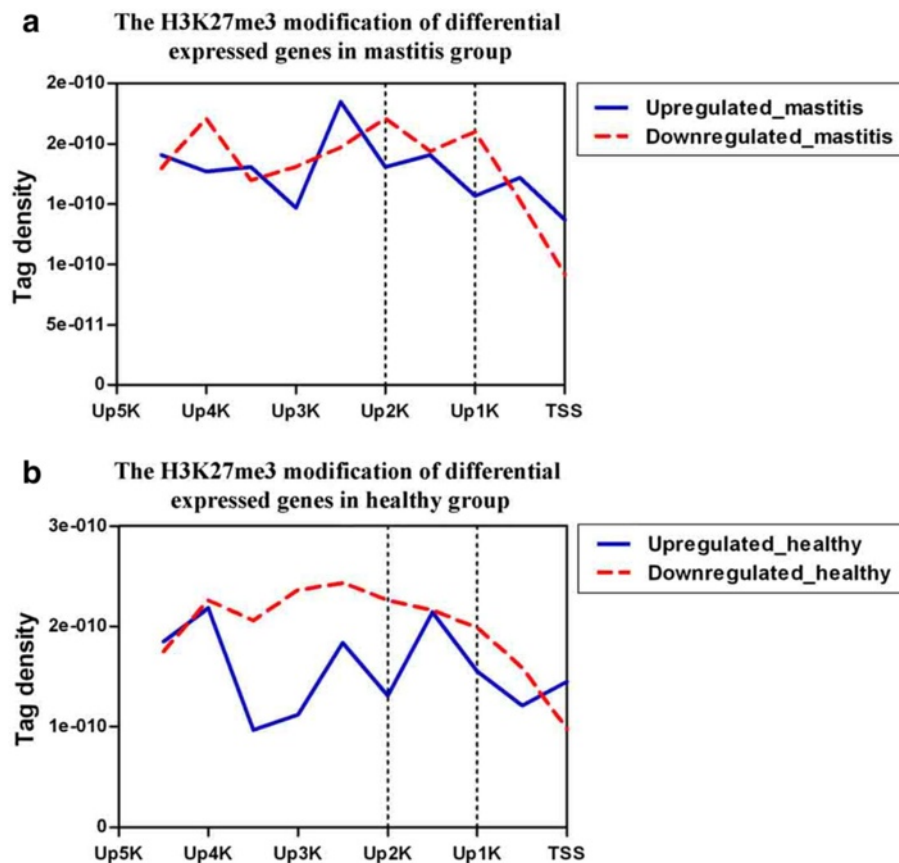 a
The H3K27me3 modification of differential
expressed genes in mastitis group
2e-010
2e-010
1e-010
1e-010
5e-011
0
Tag density
Up5K Up4K Up3K Up2K Up1K TSS
Upregulated_mastitis
Downregulated_mastitis
b
The H3K27me3 modification of differential
expressed genes in healthy group
3e-010
2e-010
1e-010
0
Tag density
Up5K Up4K Up3K Up2K Up1K TSS
Upregulated_healthy
Downregulated_healthy